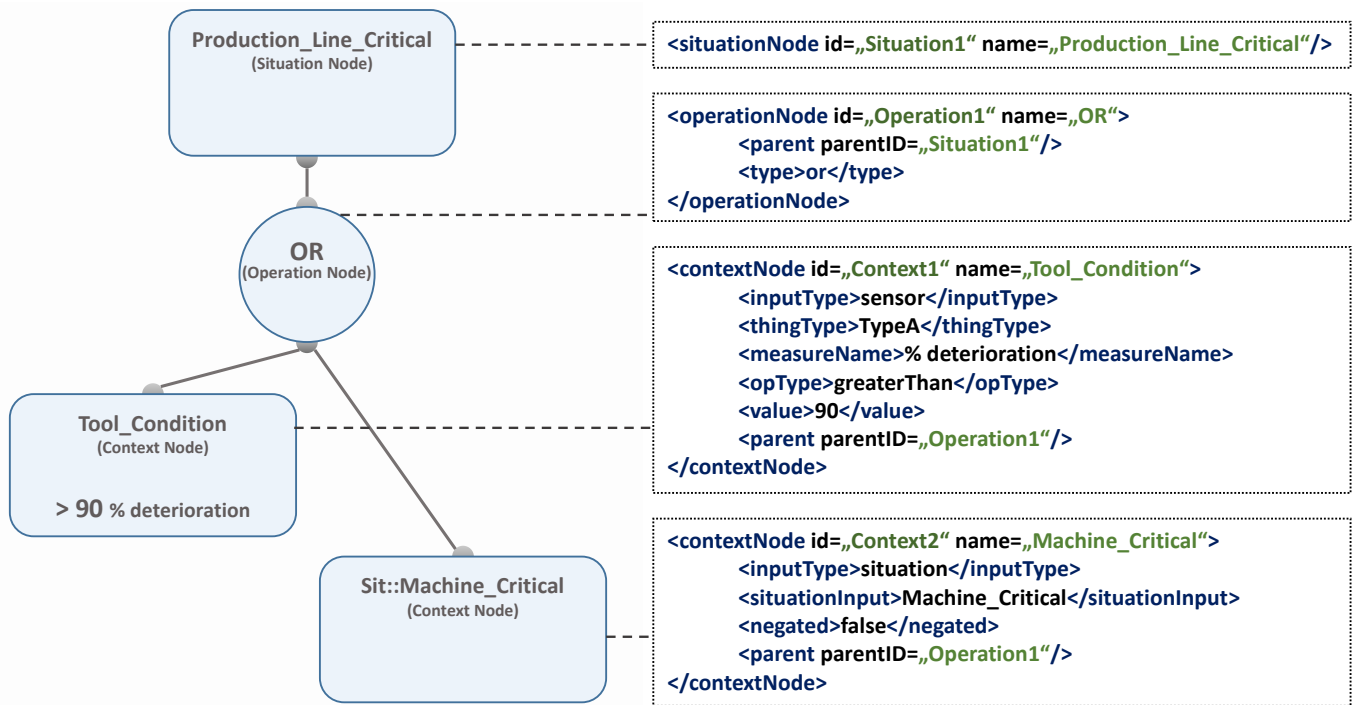 Production_Line_Critical
(Situation Node)
OR
(Operation Node)
Tool_Condition
(Context Node)
> 90 % deterioration
Sit::Machine_Critical
(Context Node)
<situationNode id=„Situation1“ name=„Production_Line_Critical“/>
<operationNode id=„Operation1“ name=„OR“>
<parent parentID=„Situation1“/>
<type>or</type>
</operationNode>
<contextNode id=„Context1“ name=„Tool_Condition“>
<inputType>sensor</inputType>
<thingType>TypeA</thingType>
<measureName>% deterioration</measureName>
<opType>greaterThan</opType>
<value>90</value>
<parent parentID=„Operation1“/>
</contextNode>
<contextNode id=„Context2“ name=„Machine_Critical“>
<inputType>situation</inputType>
<situationInput>Machine_Critical</situationInput>
<negated>false</negated>
<parent parentID=„Operation1“/>
</contextNode>